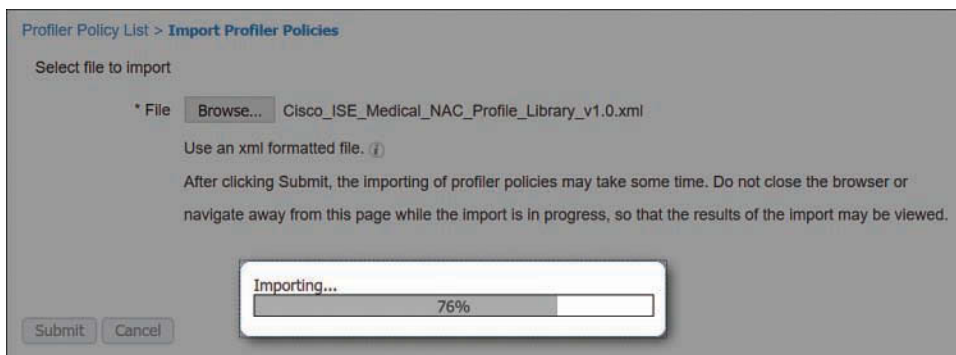 Profiler Policy List > Import Profiler Policies
Select file to import
* File Browse... Cisco_ISE_Medical_NAC_Profile_Library_v1.0.xml
Use an xml formatted file. i
After clicking Submit, the importing of profiler policies may take some time. Do not close the browser or
navigate away from this page while the import is in progress, so that the results of the import may be viewed.
Importing...
76%
Submit Cancel